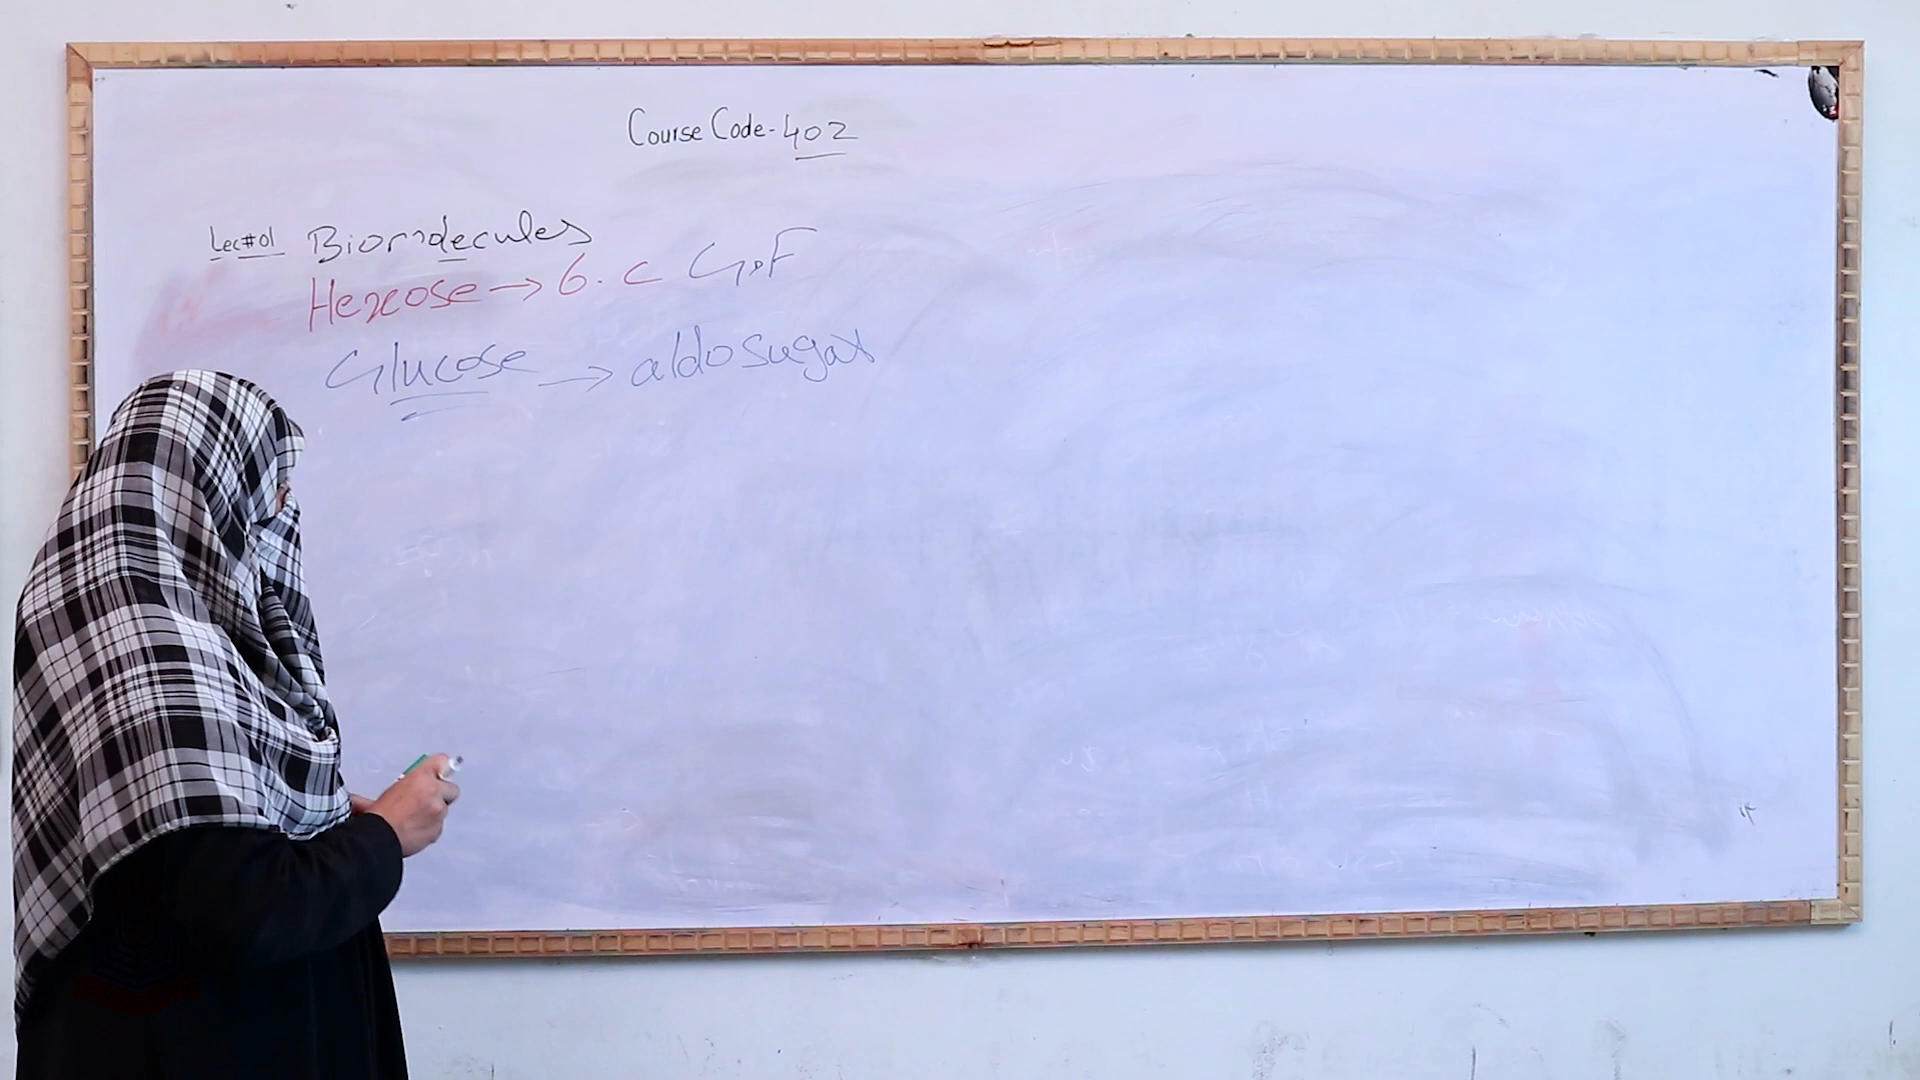 Course Code-402
Lec#01 Biomolecules
Hexose → 6.c G,F
Glucose → aldosugar